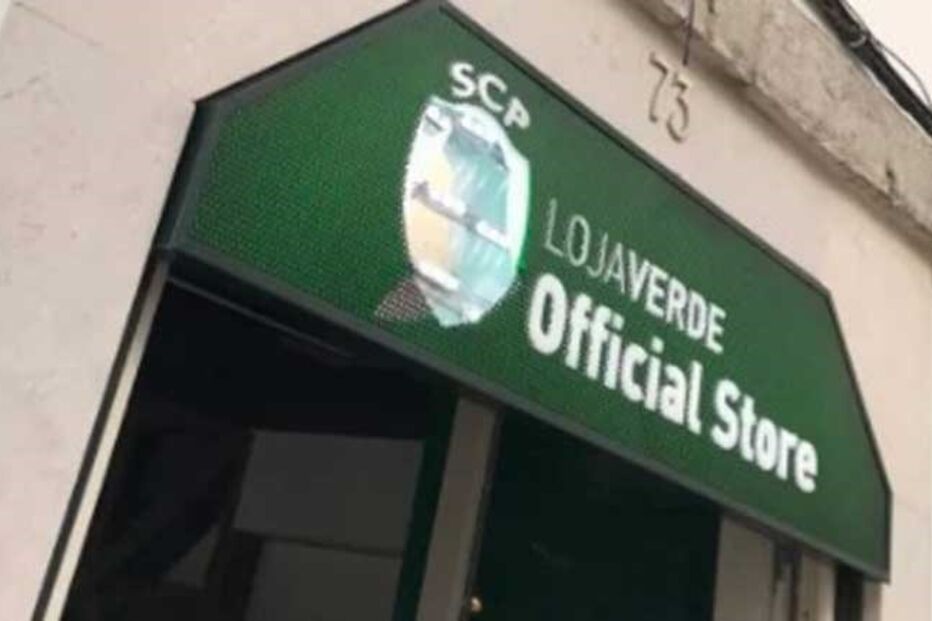 73
SCP
LOJAVERDE
Official Store